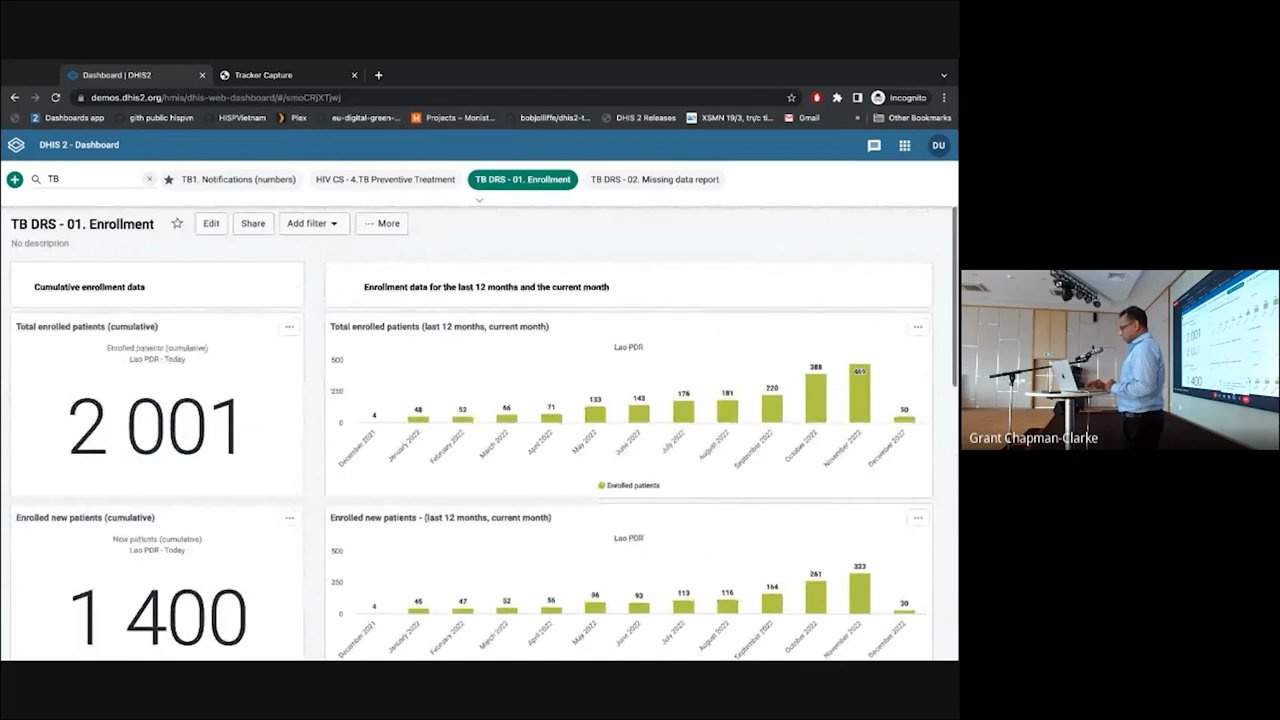 Dashboard | DHIS2
Tracker Capture
demos.dhis2.org/hmis/dhis-web-dashboard/#/smoCRjXTjwj
Incognito
Dashboards app
gith public hispvn
HISPVietnam
Plex
eu-digital-green-...
Projects – Monist...
bobjolliffe/dhis2-t...
DHIS 2 Releases
XSMN 19/3, trực ti...
Gmail
Other Bookmarks
DHIS 2 - Dashboard
DU
TB
TB1. Notifications (numbers)
HIV CS - 4.TB Preventive Treatment
TB DRS - 01. Enrollment
TB DRS - 02. Missing data report
TB DRS - 01. Enrollment
Edit
Share
Add filter
More
No description
Cumulative enrollment data
Enrollment data for the last 12 months and the current month
Total enrolled patients (cumulative)
Enrolled patients (cumulative)
Lao PDR - Today
2 001
Total enrolled patients (last 12 months, current month)
Lao PDR
500
250
0
4
48
52
66
71
133
143
176
181
220
388
469
50
December 2021
January 2022
February 2022
March 2022
April 2022
May 2022
June 2022
July 2022
August 2022
September 2022
October 2022
November 2022
December 2022
Enrolled patients
Enrolled new patients (cumulative)
New patients (cumulative)
Lao PDR - Today
1 400
Enrolled new patients - (last 12 months, current month)
Lao PDR
500
250
0
4
45
47
52
56
96
93
113
116
164
261
323
30
December 2021
January 2022
February 2022
March 2022
April 2022
May 2022
June 2022
July 2022
August 2022
September 2022
October 2022
November 2022
December 2022
2 001
1 400
Grant Chapman-Clarke